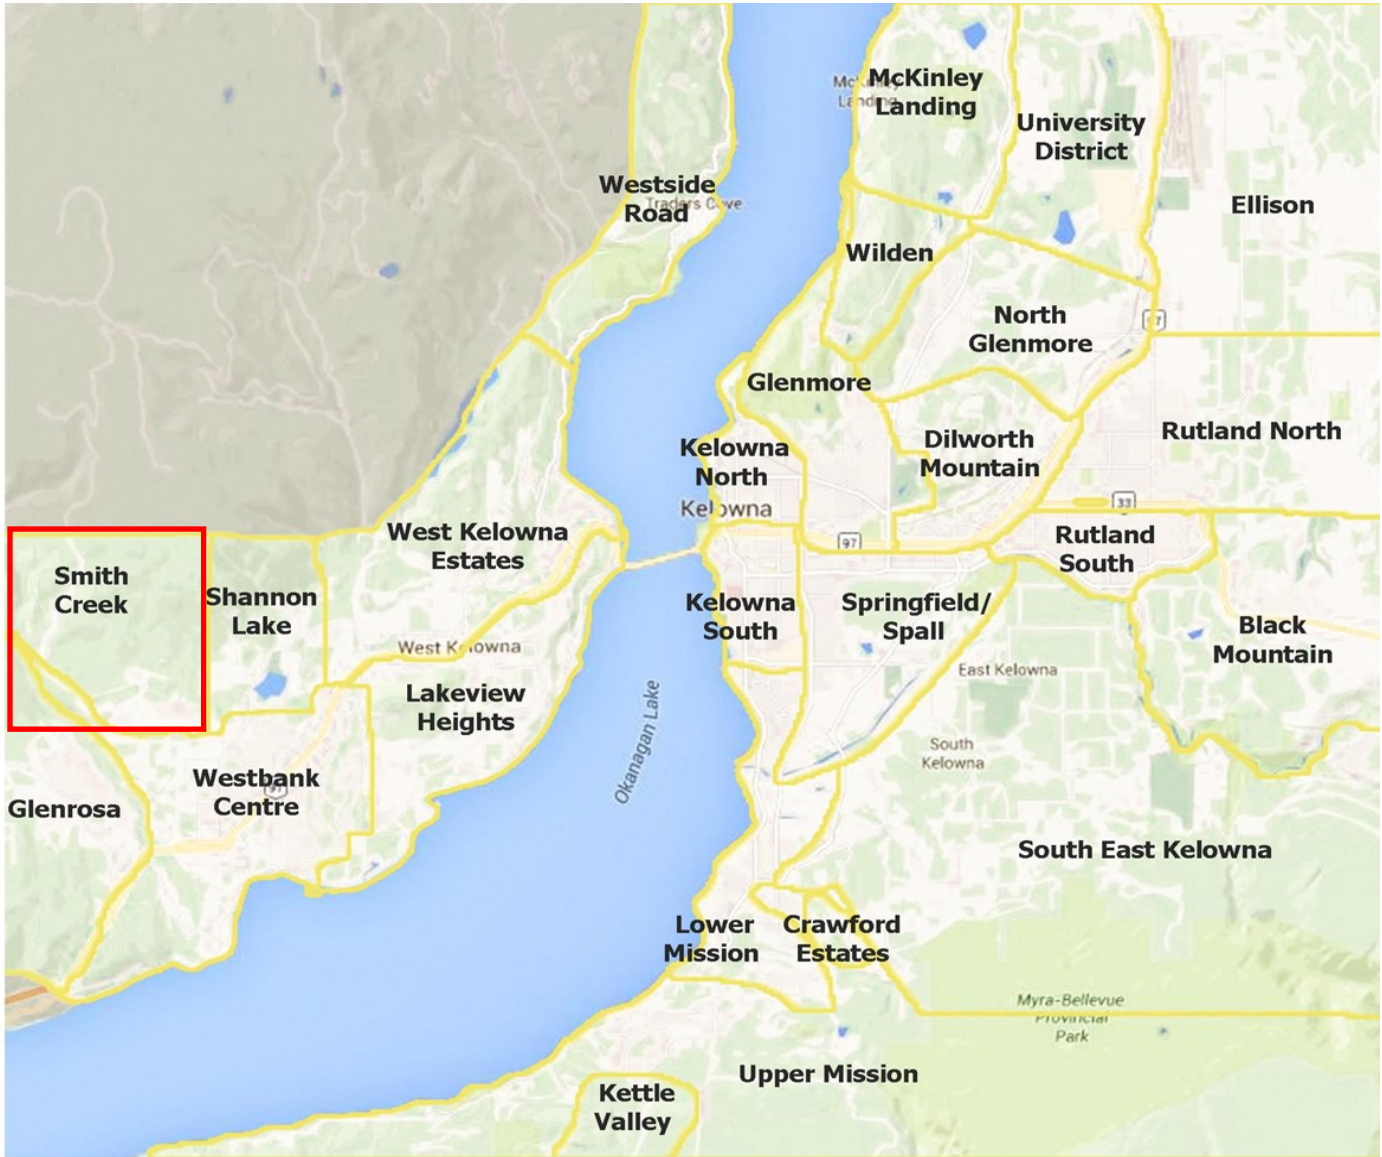 McKinley
Landing
University
District
Westside
Road
Traders Cove
Ellison
Wilden
North
Glenmore
Glenmore
Rutland North
Dilworth
Mountain
Kelowna
North
Kelowna
33
97
West Kelowna
Estates
Rutland
South
Smith
Creek
Shannon
Lake
Kelowna
South
Springfield/
Spall
Black
Mountain
West Kelowna
East Kelowna
Lakeview
Heights
Okanagan Lake
South
Kelowna
Westbank
Centre
Glenrosa
South East Kelowna
Lower
Mission
Crawford
Estates
Myra-Bellevue
Provincial
Park
Upper Mission
Kettle
Valley